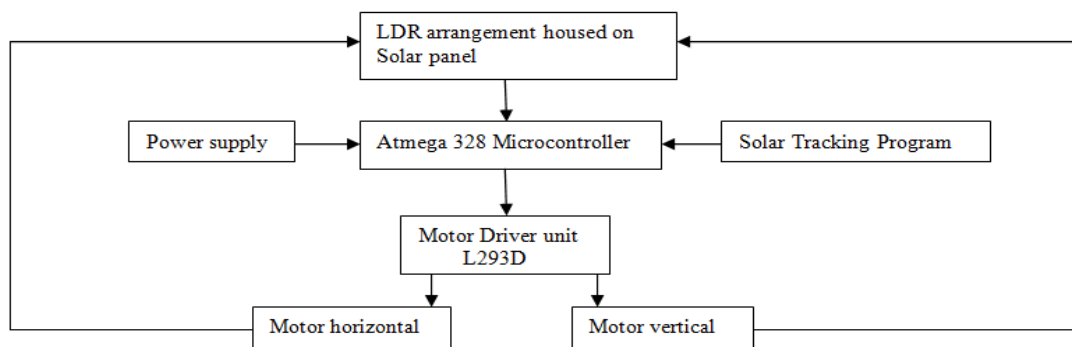 LDR arrangement housed on
Solar panel
Power supply
Atmega 328 Microcontroller
Solar Tracking Program
Motor Driver unit
L293D
Motor horizontal
Motor vertical